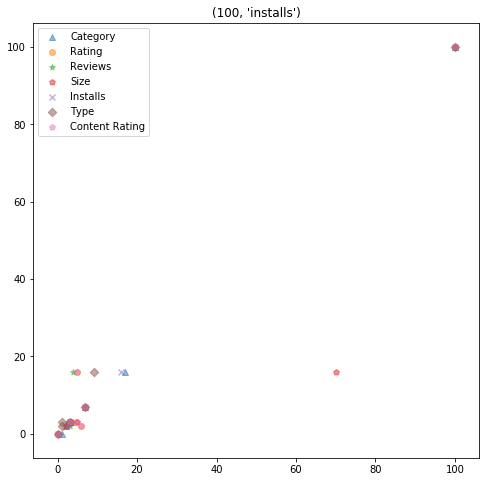 (100, 'installs')
Category
Rating
Reviews
Size
Installs
Type
Content Rating
100
80
60
40
20
0
0
20
40
60
80
100